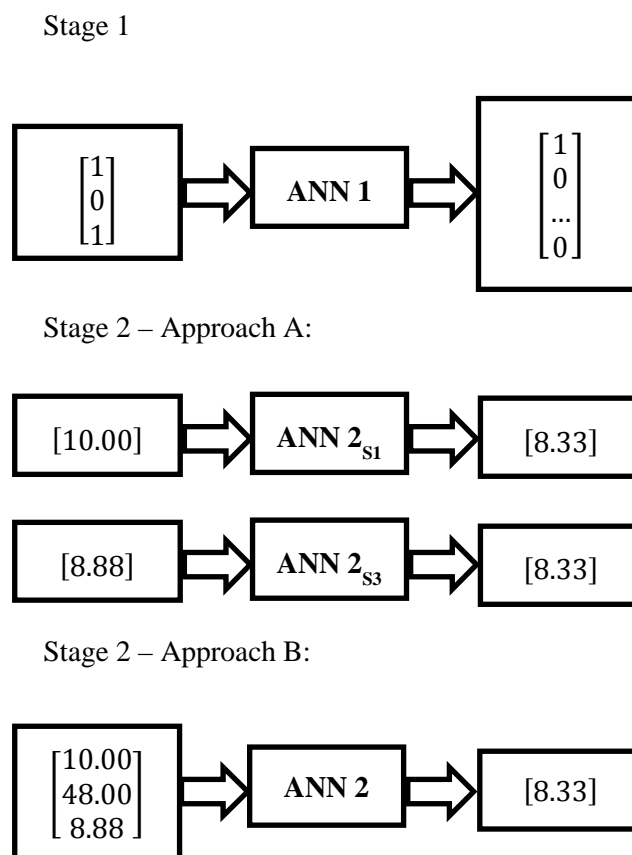 Stage 1
[1
0
1]
ANN 1
[1
0
...
0]
Stage 2 – Approach A:
[10.00] ANN 2S1 [8.33]
[8.88] ANN 2S3 [8.33]
Stage 2 – Approach B:
[10.00
48.00
8.88]
ANN 2
[8.33]